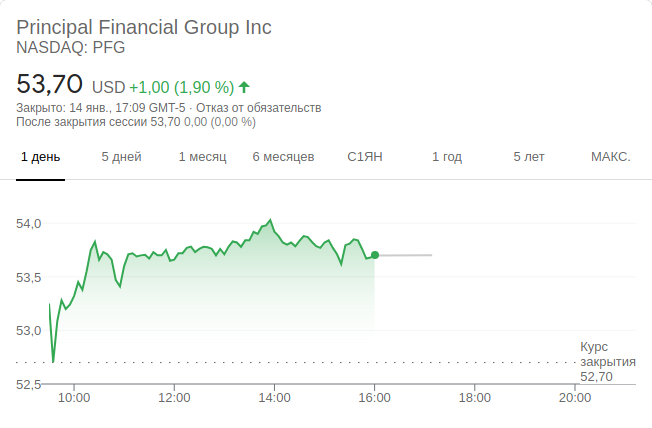 Principal Financial Group Inc
NASDAQ: PFG
53,70 USD +1,00 (1,90 %)
Закрыто: 14 янв., 17:09 GMT-5 · Отказ от обязательств
После закрытия сессии 53,70 0,00 (0,00 %)
1 день 5 дней 1 месяц 6 месяцев С1ЯН 1 год 5 лет МАКС.
54,0
53,5
53,0
Курс
закрытия
52,70
52,5
10:00 12:00 14:00 16:00 18:00 20:00